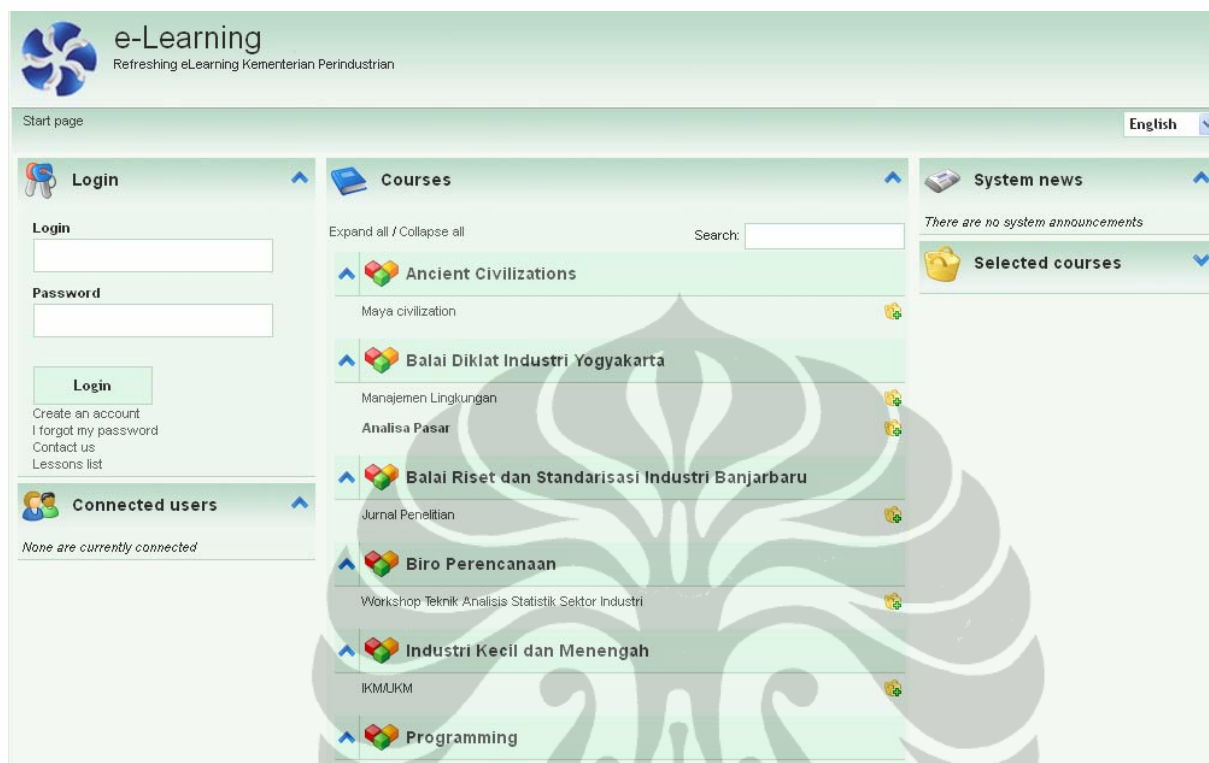 e-Learning
Refreshing eLearning Kementerian Perindustrian
Start page
English
Login
Login
Password
Login
Create an account
I forgot my password
Contact us
Lessons list
Connected users
None are currently connected
Courses
Expand all / Collapse all
Search:
Ancient Civilizations
Maya civilization
Balai Diklat Industri Yogyakarta
Manajemen Lingkungan
Analisa Pasar
Balai Riset dan Standarisasi Industri Banjarbaru
Jurnal Penelitian
Biro Perencanaan
Workshop Teknik Analisis Statistik Sektor Industri
Industri Kecil dan Menengah
IKM/UKM
Programming
System news
There are no system announcements
Selected courses